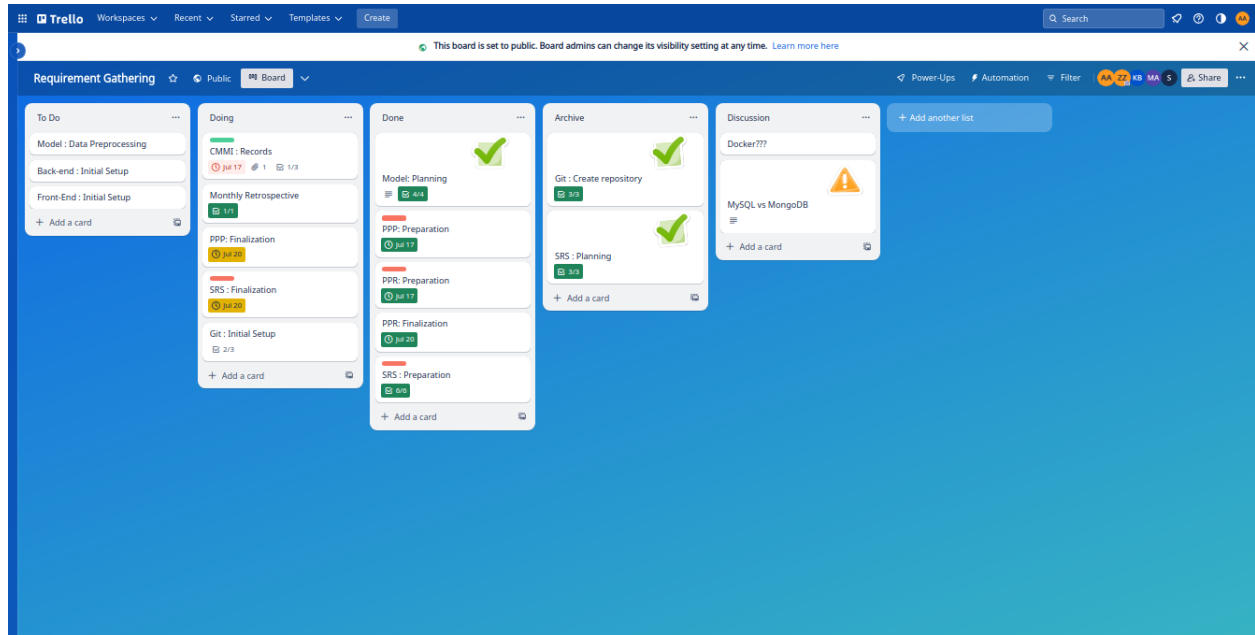 Trello Workspaces Recent Starred Templates Create Search AA
This board is set to public. Board admins can change its visibility setting at any time. Learn more here
Requirement Gathering Public Board Power-Ups Automation Filter AA ZZ KB MA S Share
To Do
Model : Data Preprocessing
Back-end : Initial Setup
Front-End : Initial Setup
+ Add a card
Doing
CMMI : Records
Jul 17 1 1/3
Monthly Retrospective
1/1
PPP: Finalization
Jul 20
SRS : Finalization
Jul 20
Git : Initial Setup
2/3
+ Add a card
Done
Model: Planning
4/4
PPP: Preparation
Jul 17
PPR: Preparation
Jul 17
PPR: Finalization
Jul 20
SRS : Preparation
6/6
+ Add a card
Archive
Git : Create repository
3/3
SRS : Planning
3/3
+ Add a card
Discussion
Docker???
MySQL vs MongoDB
+ Add a card
+ Add another list